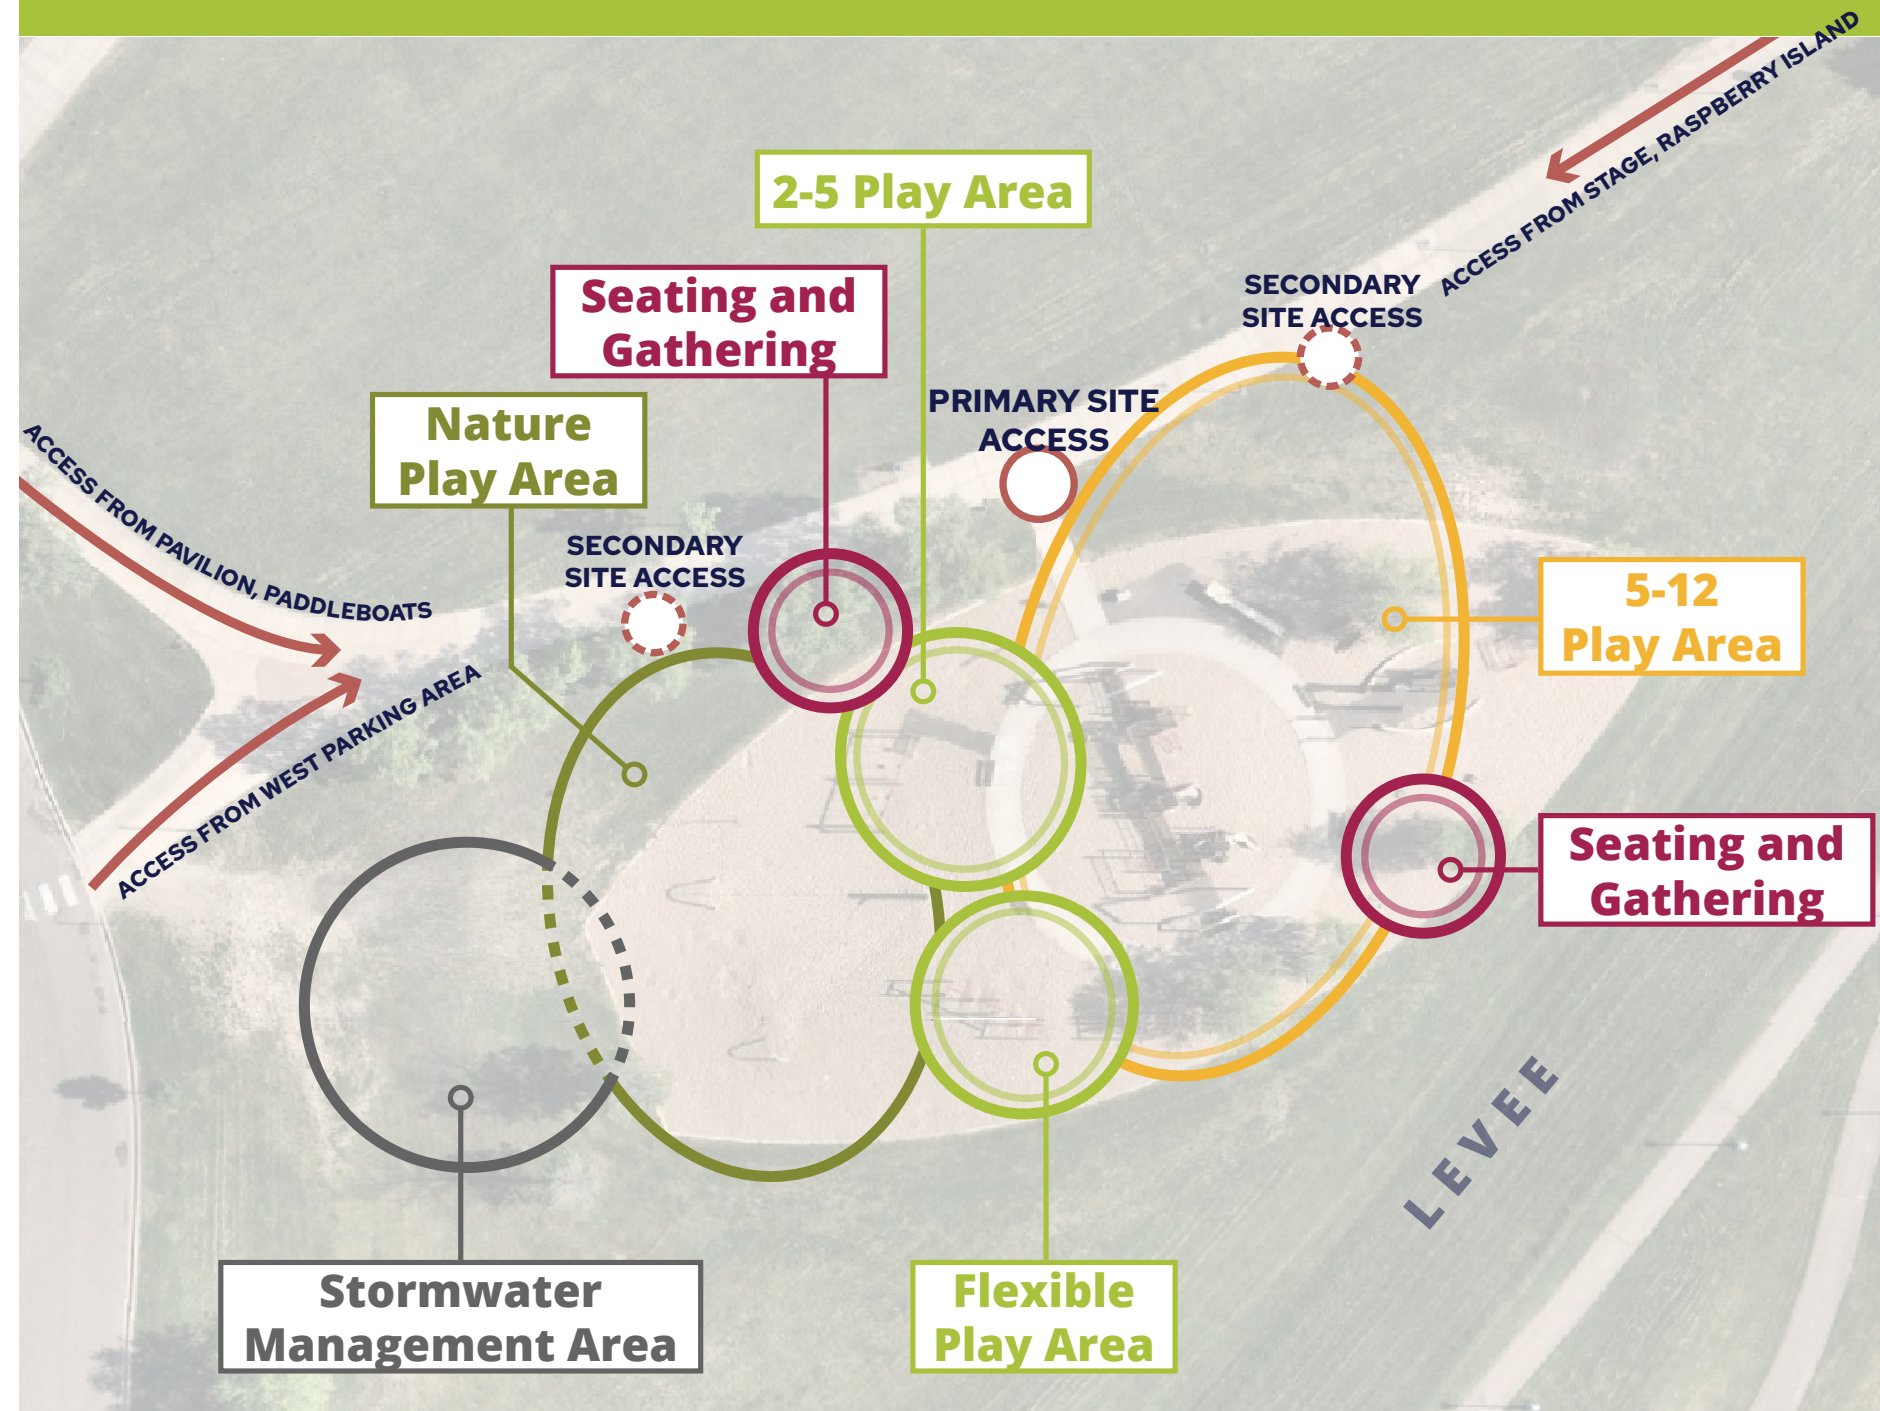 ACCESS FROM STAGE, RASPBERRY ISLAND
2-5 Play Area
Seating and
Gathering
SECONDARY
SITE ACCESS
PRIMARY SITE
ACCESS
Nature
Play Area
ACCESS FROM PAVILION, PADDLEBOATS
SECONDARY
SITE ACCESS
5-12
Play Area
ACCESS FROM WEST PARKING AREA
Seating and
Gathering
LEVEE
Stormwater
Management Area
Flexible
Play Area